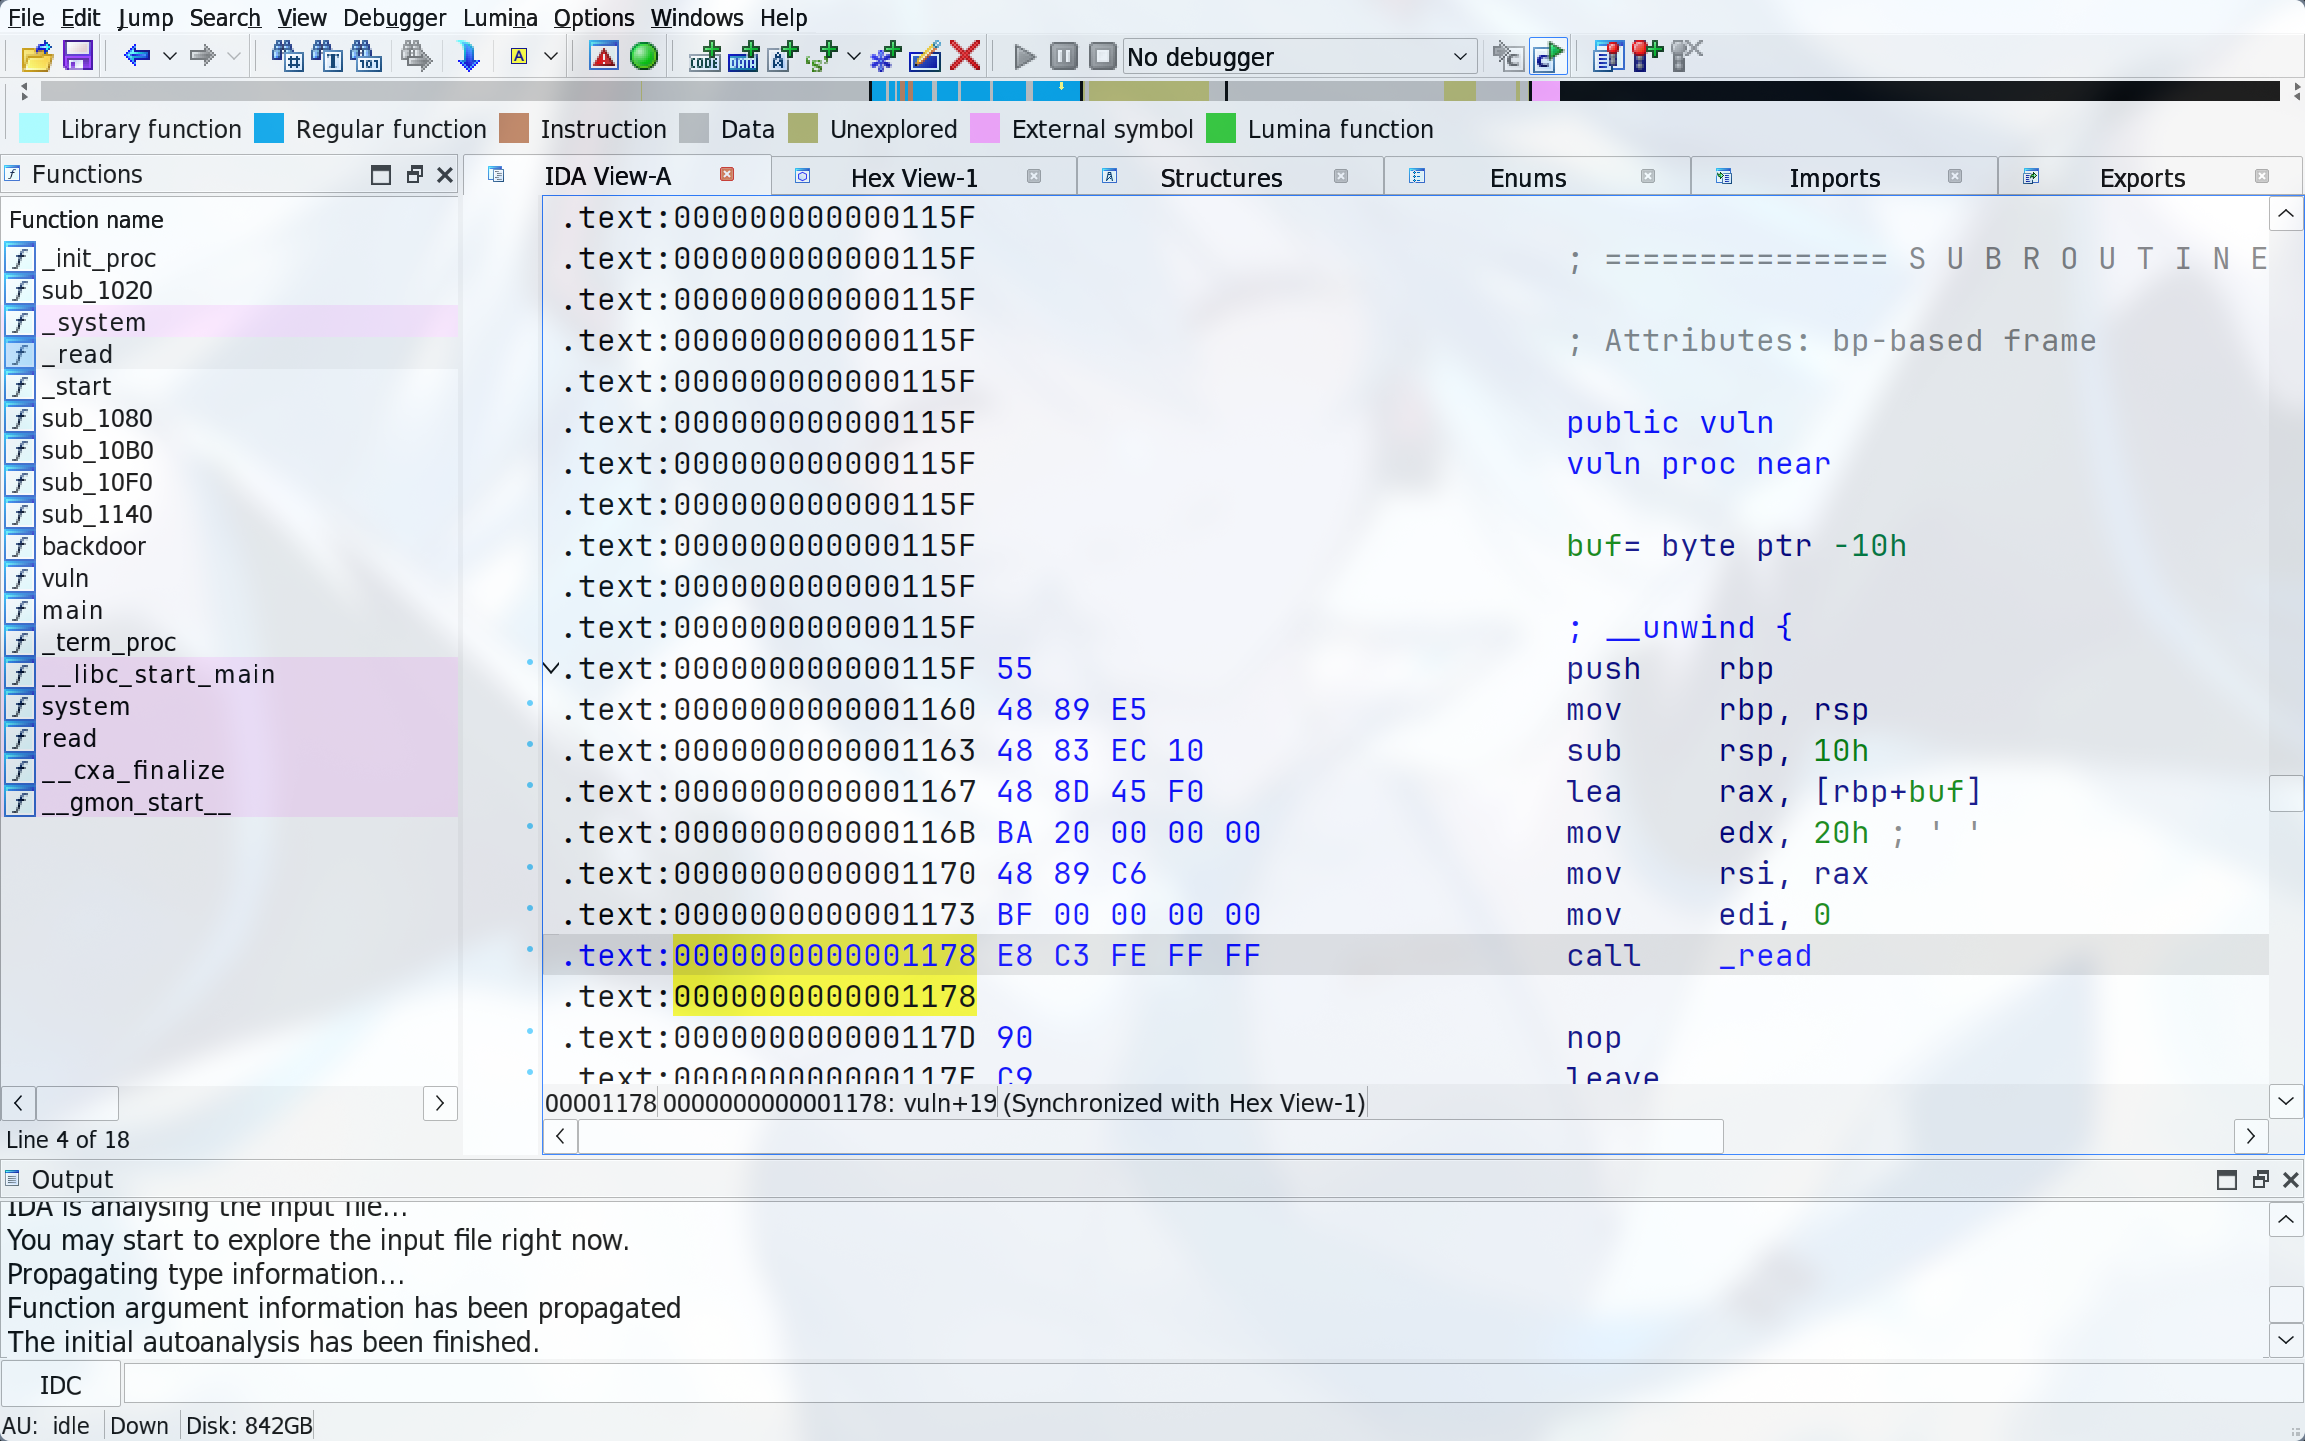 File Edit Jump Search View Debugger Lumina Options Windows Help
No debugger
Library function Regular function Instruction Data Unexplored External symbol Lumina function
Functions
Function name
_init_proc
sub_1020
_system
_read
_start
sub_1080
sub_10B0
sub_10F0
sub_1140
backdoor
vuln
main
_term_proc
__libc_start_main
system
read
__cxa_finalize
__gmon_start__
Line 4 of 18
IDA View-A Hex View-1 Structures Enums Imports Exports
.text:000000000000115F
.text:000000000000115F ; =============== S U B R O U T I N E
.text:000000000000115F
.text:000000000000115F ; Attributes: bp-based frame
.text:000000000000115F
.text:000000000000115F public vuln
.text:000000000000115F vuln proc near
.text:000000000000115F
.text:000000000000115F buf= byte ptr -10h
.text:000000000000115F
.text:000000000000115F ; __unwind {
.text:000000000000115F 55 push rbp
.text:0000000000001160 48 89 E5 mov rbp, rsp
.text:0000000000001163 48 83 EC 10 sub rsp, 10h
.text:0000000000001167 48 8D 45 F0 lea rax, [rbp+buf]
.text:000000000000116B BA 20 00 00 00 mov edx, 20h ; ' '
.text:0000000000001170 48 89 C6 mov rsi, rax
.text:0000000000001173 BF 00 00 00 00 mov edi, 0
.text:0000000000001178 E8 C3 FE FF FF call _read
.text:0000000000001178
.text:000000000000117D 90 nop
.text:000000000000117E C9 leave
00001178 0000000000001178: vuln+19 (Synchronized with Hex View-1)
Output
IDA is analysing the input file...
You may start to explore the input file right now.
Propagating type information...
Function argument information has been propagated
The initial autoanalysis has been finished.
IDC
AU: idle Down Disk: 842GB